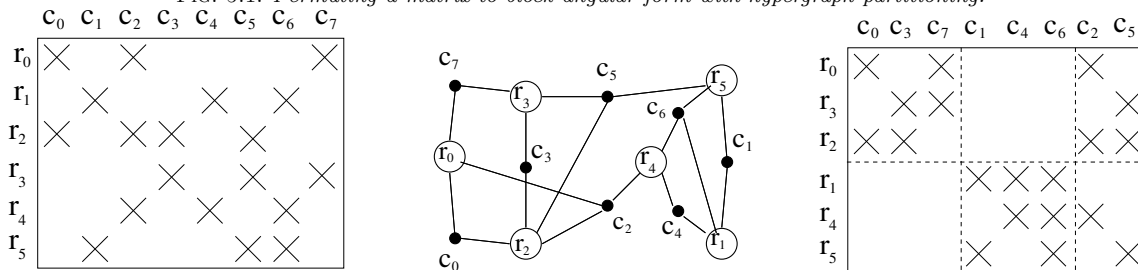 FIG. 3.1. Formating a matrix to block angular form with hypergraph partitioning.
c0 c1 c2 c3 c4 c5 c6 c7
r0
r1
r2
r3
r4
r5
c7 c5 r5
r3 c6
r0 c3 r4 c1
c2 c4
c0 r2 r1
c0 c3 c7 c1 c4 c6 c2 c5
r0
r3
r2
r1
r4
r5